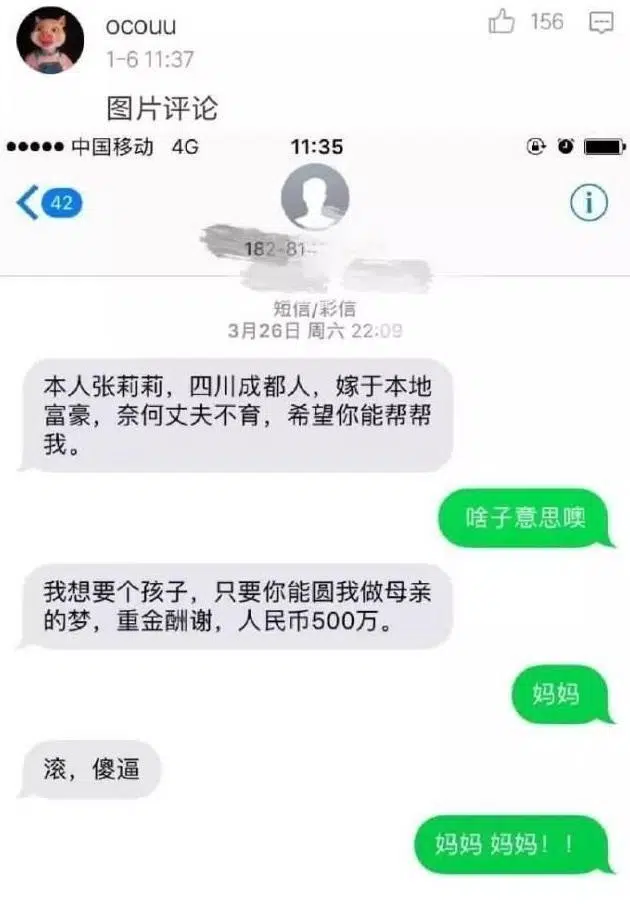 ocouu
156
1-6 11:37
图片评论
中国移动 4G 11:35
42
182-81
短信/彩信
3月26日 周六 22:09
本人张莉莉，四川成都人，嫁于本地
富豪，奈何丈夫不育，希望你能帮帮
我。
啥子意思噢
我想要个孩子，只要你能圆我做母亲
的梦，重金酬谢，人民币500万。
妈妈
滚，傻逼
妈妈 妈妈！！